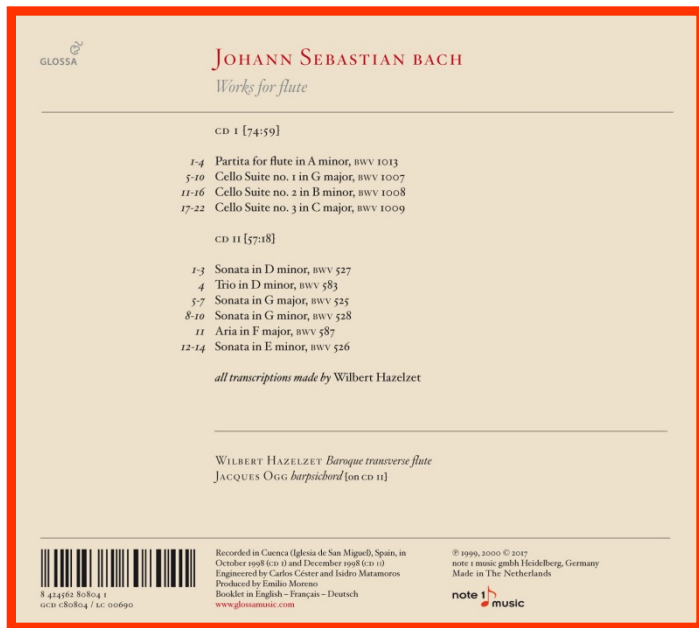 GLOSSA
JOHANN SEBASTIAN BACH
Works for flute
CD I [74:59]
1-4 Partita for flute in A minor, BWV 1013
5-10 Cello Suite no. 1 in G major, BWV 1007
11-16 Cello Suite no. 2 in B minor, BWV 1008
17-22 Cello Suite no. 3 in C major, BWV 1009
CD II [57:18]
1-3 Sonata in D minor, BWV 527
4 Trio in D minor, BWV 583
5-7 Sonata in G major, BWV 525
8-10 Sonata in G minor, BWV 528
11 Aria in F major, BWV 587
12-14 Sonata in E minor, BWV 526
all transcriptions made by Wilbert Hazelzet
WILBERT HAZELZET Baroque transverse flute
JACQUES OGG harpsichord [on CD II]
8 424562 80804 1
GCD C80804 / LC 00690
Recorded in Cuenca (Iglesia de San Miguel), Spain, in
October 1998 (CD I) and December 1998 (CD II)
Engineered by Carlos Céster and Isidro Matamoros
Produced by Emilio Moreno
Booklet in English – Français – Deutsch
www.glossamusic.com
℗ 1999, 2000 © 2017
note 1 music gmbh Heidelberg, Germany
Made in The Netherlands
note 1 music